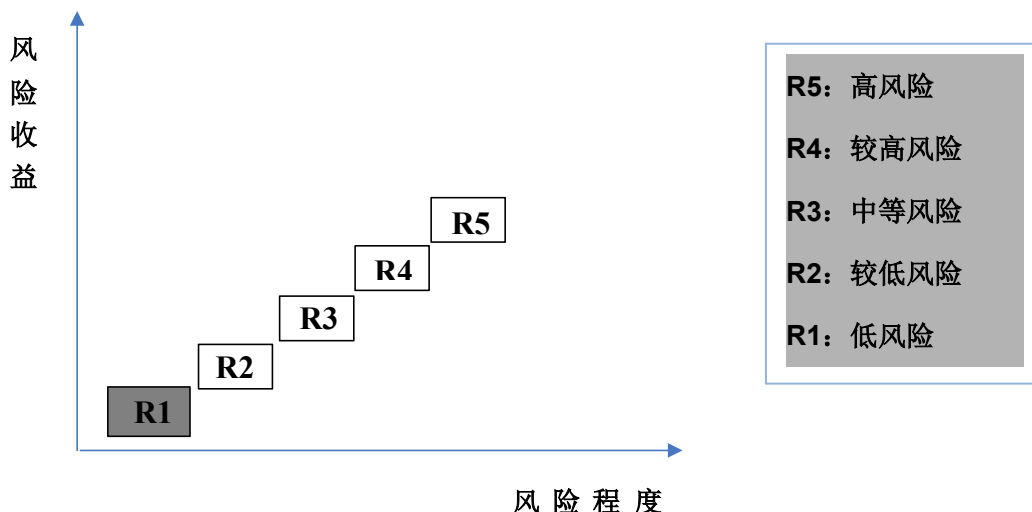 风
险
收
益
R5
R4
R3
R2
R1
风险程度
R5：高风险
R4：较高风险
R3：中等风险
R2：较低风险
R1：低风险